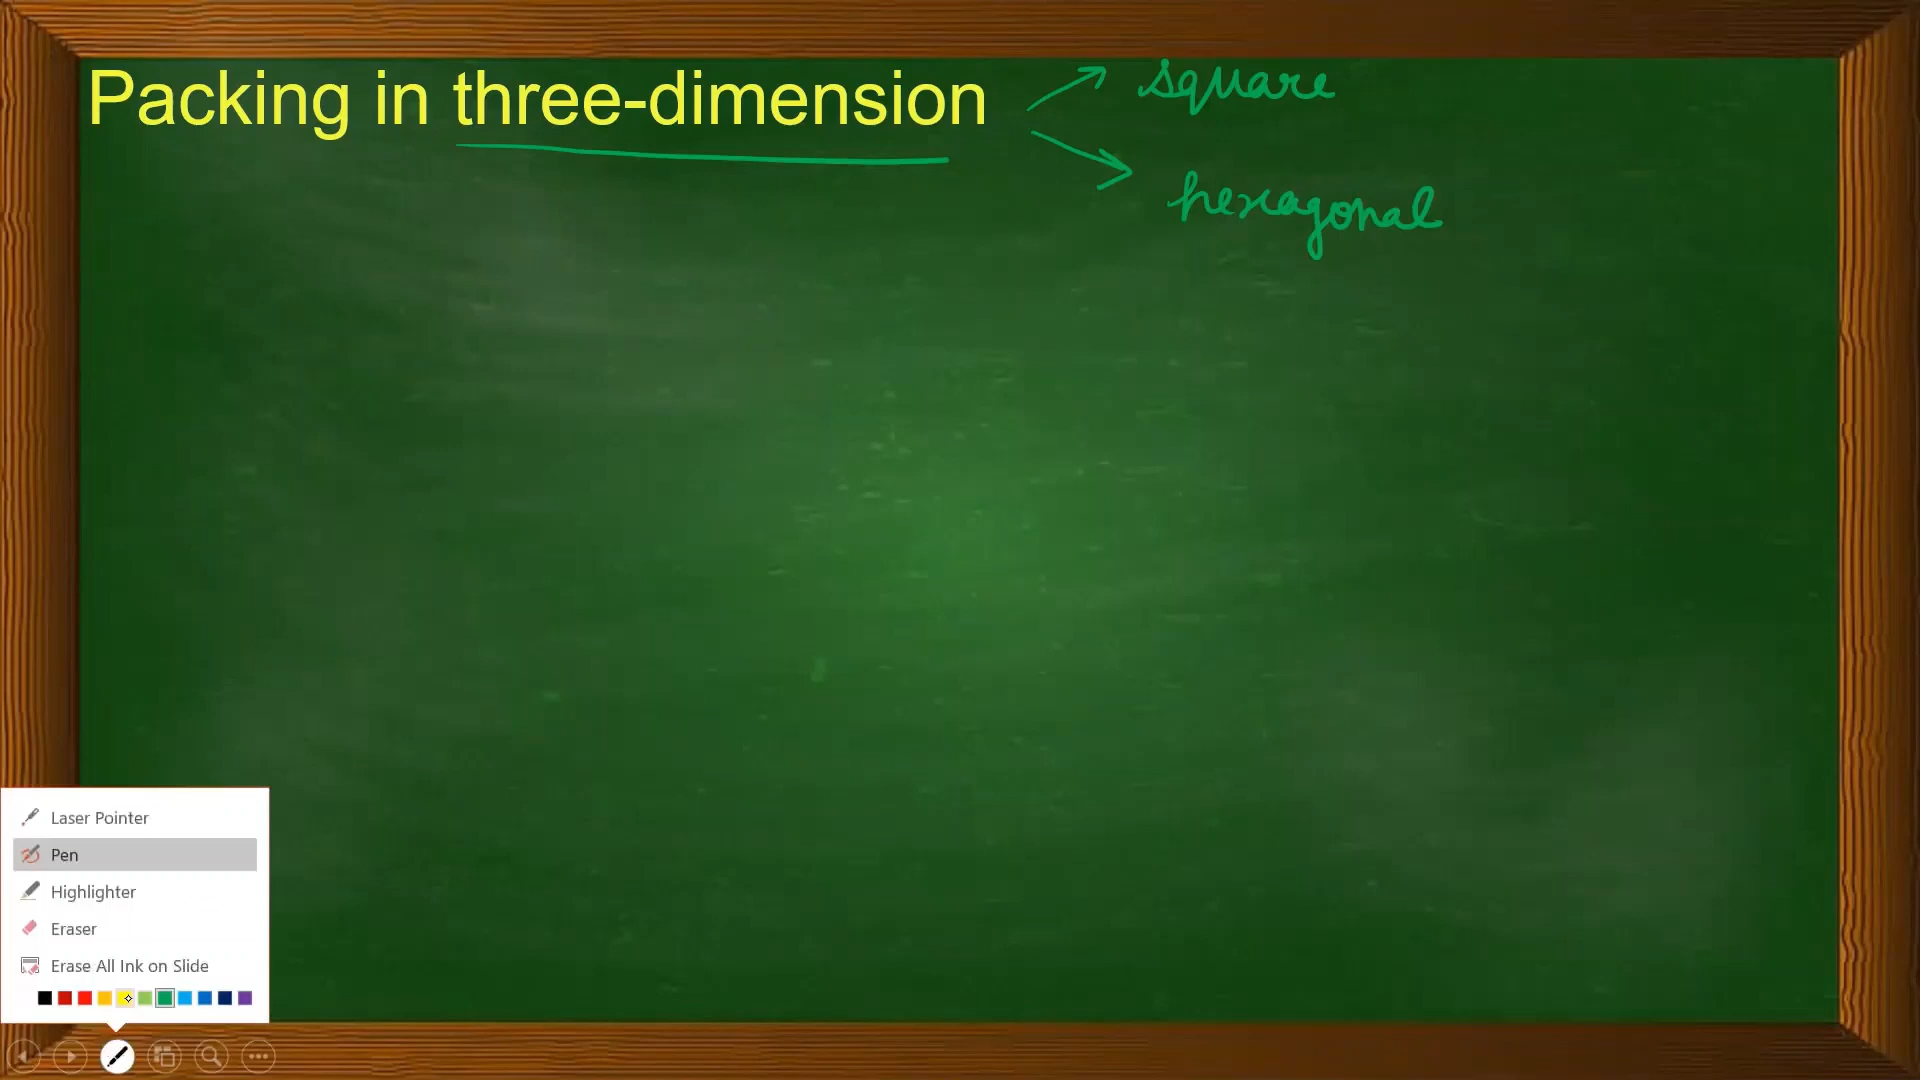 Packing in three-dimension
square
hexagonal
Laser Pointer
Pen
Highlighter
Eraser
Erase All Ink on Slide